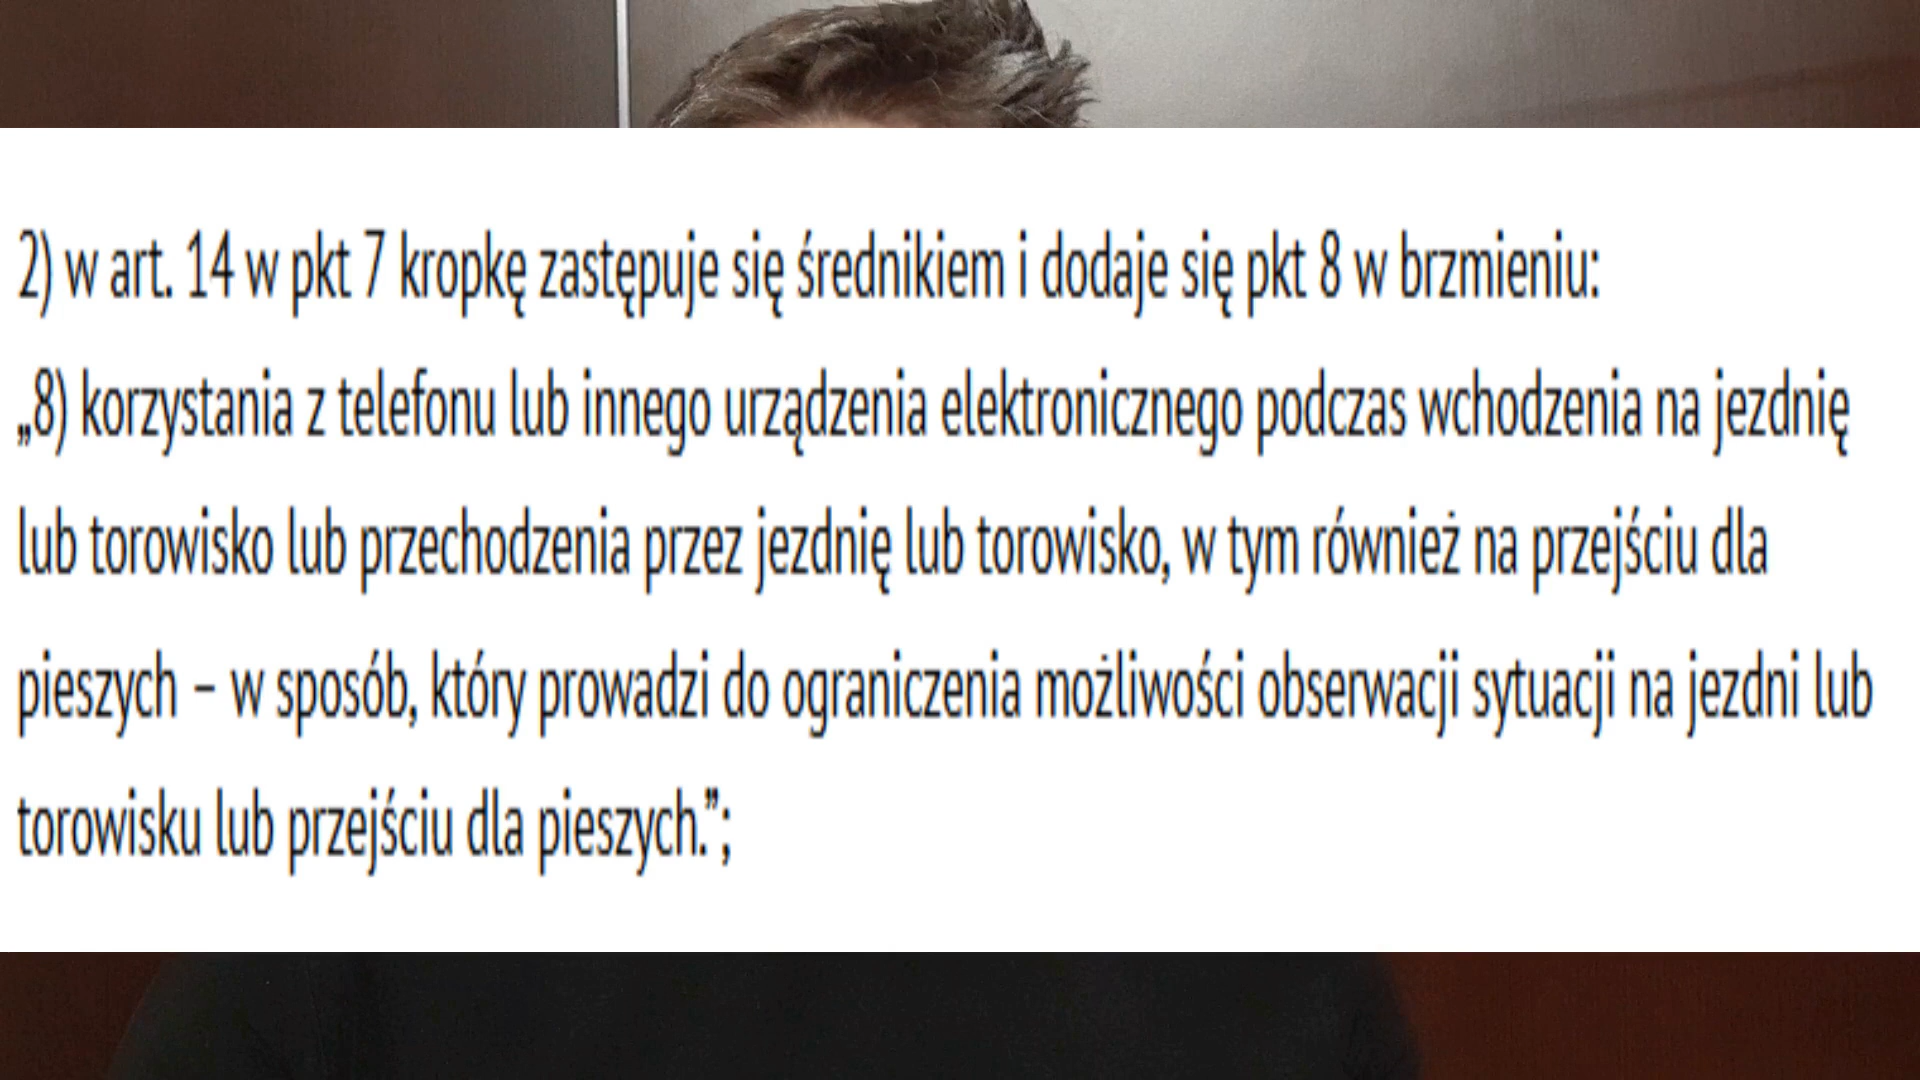 2) w art. 14 w pkt 7 kropkę zastępuje się średnikiem i dodaje się pkt 8 w brzmieniu:
„8) korzystania z telefonu lub innego urządzenia elektronicznego podczas wchodzenia na jezdnię
lub torowisko lub przechodzenia przez jezdnię lub torowisko, w tym również na przejściu dla
pieszych – w sposób, który prowadzi do ograniczenia możliwości obserwacji sytuacji na jezdni lub
torowisku lub przejściu dla pieszych.”;